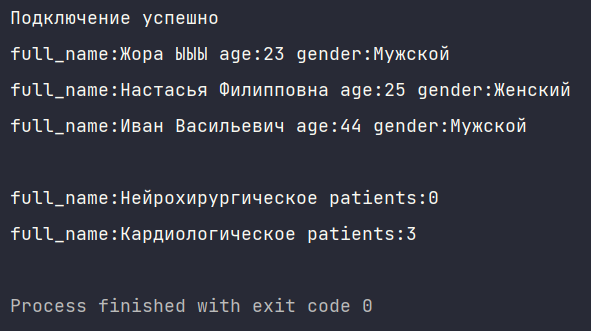 Подключение успешно
full_name:Жора ЫЫЫ age:23 gender:Мужской
full_name:Настасья Филипповна age:25 gender:Женский
full_name:Иван Васильевич age:44 gender:Мужской
full_name:Нейрохирургическое patients:0
full_name:Кардиологическое patients:3
Process finished with exit code 0